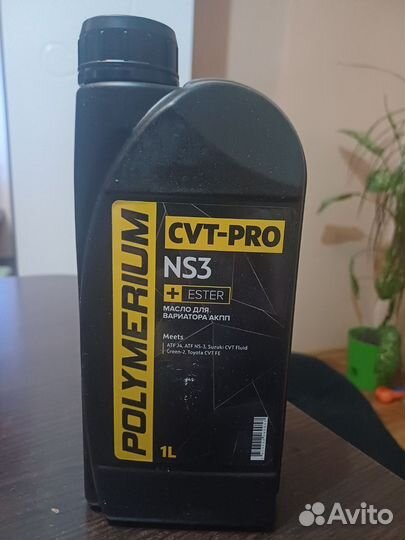 POLYMERIUM
CVT-PRO
NS3
+ ESTER
МАСЛО ДЛЯ
ВАРИАТОРА АКПП
Meets
ATF J4, ATF NS-3, Suzuki CVT Fluid
Green-2, Toyota CVT FE
1L
Avito